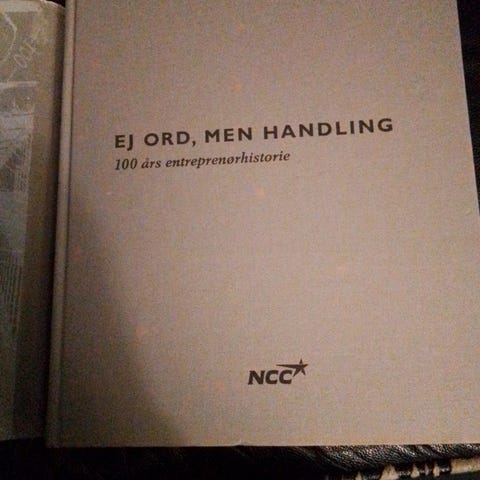 EJ ORD, MEN HANDLING
100 års entreprenørhistorie
NCC